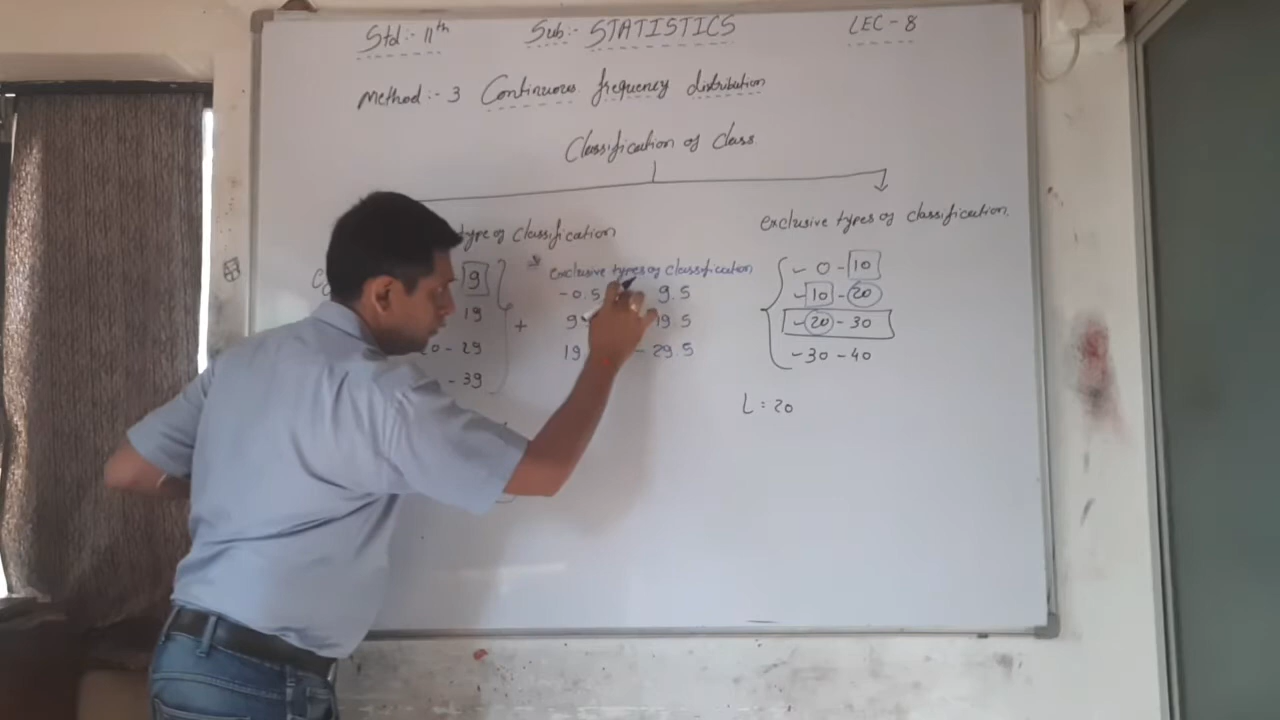 Std:- 11th Sub:- STATISTICS LEC - 8
Method:- 3 Continuous frequency distribution
Classification of class
type of classification
exclusive types of classification
9
19
- 29
- 39
+
exclusive types of classification
-0.5 9.5
9 19.5
19 - 29.5
- 0 - 10
- 10 - 20
- 20 - 30
- 30 - 40
L = 20